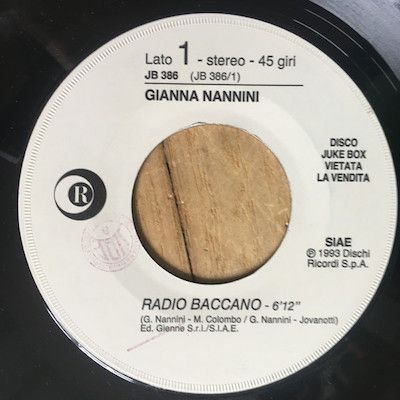 Lato 1 - stereo - 45 giri
JB 386 (JB 386/1)
GIANNA NANNINI
DISCO
JUKE BOX
VIETATA
LA VENDITA
R
SIAE
℗ 1993 Dischi
Ricordi S.p.A.
RADIO BACCANO - 6'12"
(G. Nannini - M. Colombo / G. Nannini - Jovanotti)
Ed. Gienne S.r.l./S.I.A.E.